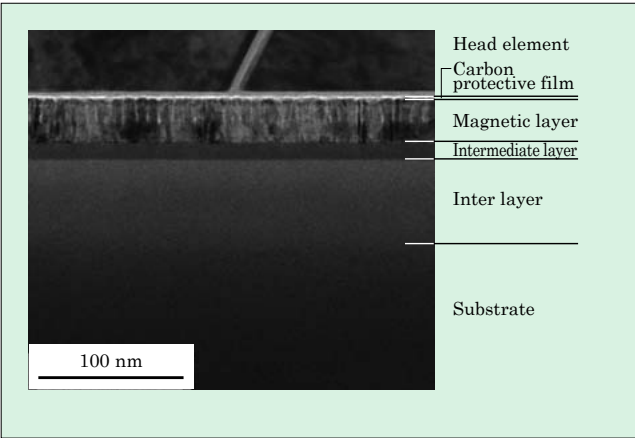 Head element
Carbon
protective film
Magnetic layer
Intermediate layer
Inter layer
Substrate
100 nm